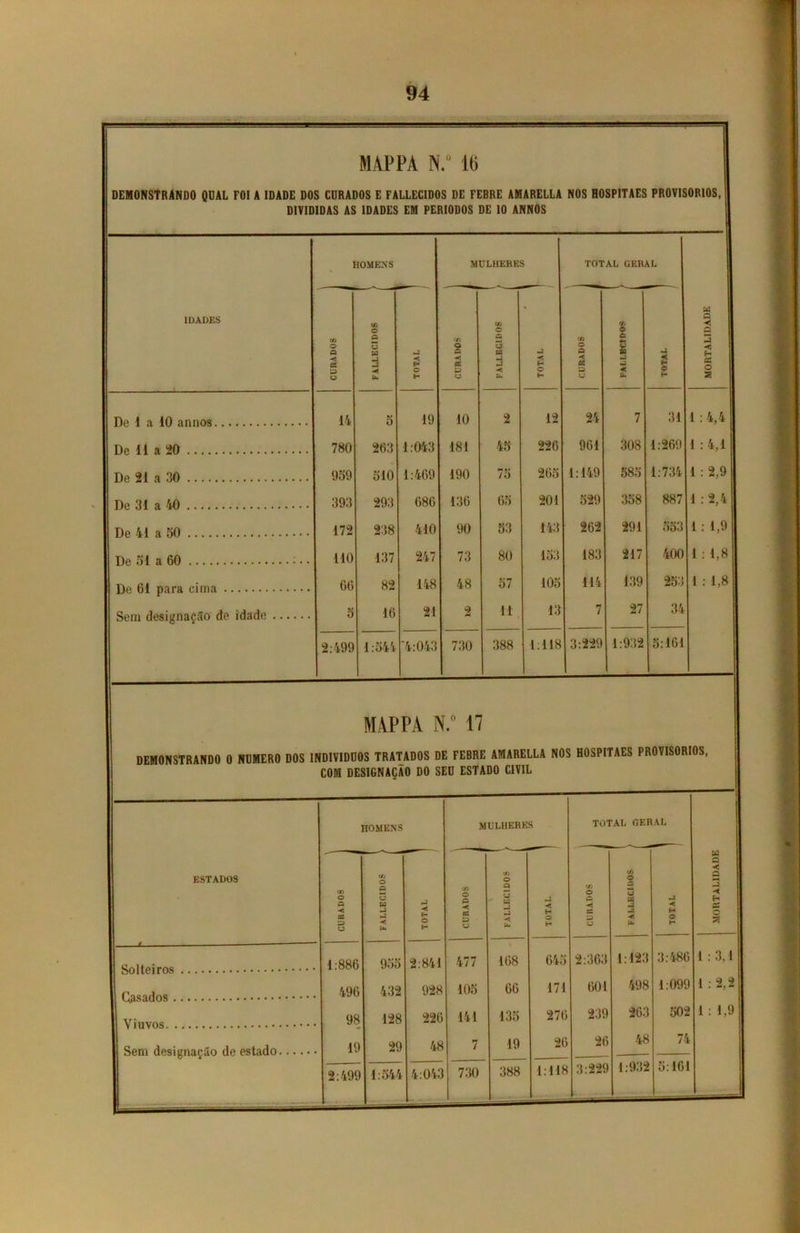 94
MAPPA N.º 16
DEMONSTRANDO QUAL FOI A IDADE DOS CURADOS E FALLECIDOS DE FEBRE AMARELLA NOS HOSPITAES PROVISORIOS,
DIVIDIDAS AS IDADES EM PERIODOS DE 10 ANNOS
IDADES HOMENS MULHERES TOTAL GERAL MORTALIDADE
CURADOS FALLECIDOS TOTAL CURADOS FALLECIDOS TOTAL CURADOS FALLECIDOS TOTAL
De 1 a 10 annos 14 5 19 10 2 12 24 7 31 1 : 4,4
De 11 a 20 780 263 1:043 181 45 226 961 308 1:269 1 : 4,1
De 21 a 30 959 510 1:469 190 75 265 1:149 585 1:734 1 : 2,9
De 31 a 40 393 293 686 136 65 201 529 358 887 1 : 2,4
De 41 a 50 172 238 410 90 53 143 262 291 553 1 : 1,9
De 51 a 60 110 137 247 73 80 153 183 217 400 1 : 1,8
De 61 para cima 66 82 148 48 57 105 114 139 253 1 : 1,8
Sem designação de idade 5 16 21 2 11 13 7 27 34
2:499 1:544 4:043 730 388 1:118 3:229 1:932 5:161
MAPPA N.º 17
DEMONSTRANDO O NUMERO DOS INDIVIDUOS TRATADOS DE FEBRE AMARELLA NOS HOSPITAES PROVISORIOS,
COM DESIGNAÇÃO DO SEU ESTADO CIVIL
ESTADOS HOMENS MULHERES TOTAL GERAL MORTALIDADE
CURADOS FALLECIDOS TOTAL CURADOS FALLECIDOS TOTAL CURADOS FALLECIDOS TOTAL
Solteiros 1:886 955 2:841 477 168 645 2:363 1:123 3:486 1 : 3,1
Casados 496 432 928 105 66 171 601 498 1:099 1 : 2,2
Viuvos 98 128 226 141 135 276 239 263 502 1 : 1,9
Sem designação de estado 19 29 48 7 19 26 26 48 74
2:499 1:544 4:043 730 388 1:118 3:229 1:932 5:161